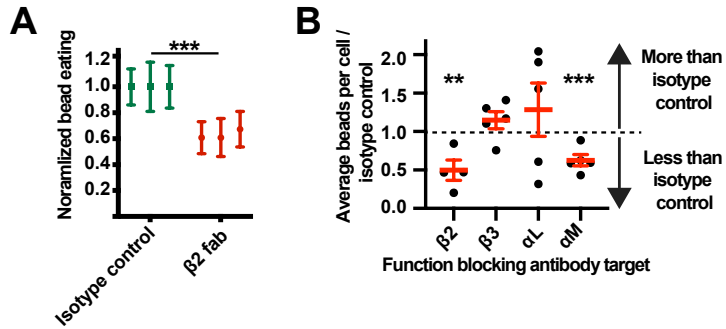 A
Noramlized bead eating
1.2
1.0
0.8
0.6
0.4
0.2
***
Isotype control
β2 fab
B
Average beads per cell /
isotype control
2.0
1.5
1.0
0.5
0.0
**
***
β2
β3
αL
αM
Function blocking antibody target
More than
isotype
control
Less than
isotype
control